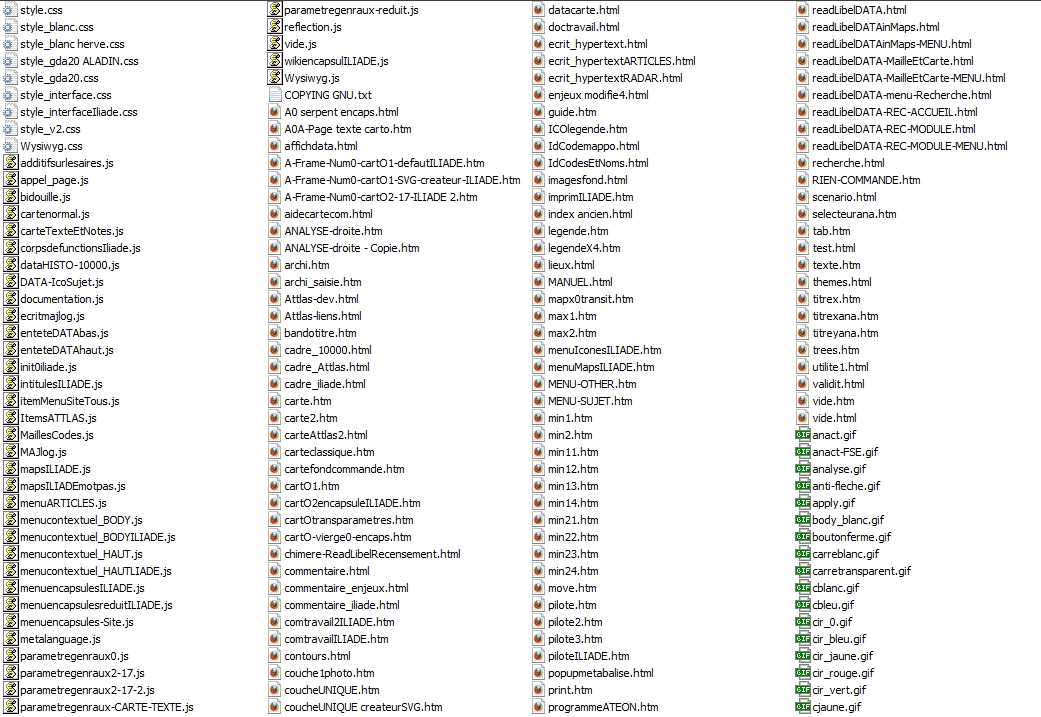 style.css
style_blanc.css
style_blanc herve.css
style_gda20 ALADIN.css
style_gda20.css
style_interface.css
style_interfaceIliade.css
style_v2.css
Wysiwyg.css
additifsurlesaires.js
appel_page.js
bidouille.js
cartenormal.js
carteTexteEtNotes.js
corpsdefunctionsIliade.js
dataHISTO-10000.js
DATA-IcoSujet.js
documentation.js
ecritmajlog.js
enteteDATAbas.js
enteteDATAhaut.js
init0iliade.js
intitulesILIADE.js
itemMenuSiteTous.js
ItemsATTLAS.js
MaillesCodes.js
MAJlog.js
mapsILIADE.js
mapsILIADEmotpas.js
menuARTICLES.js
menucontextuel_BODY.js
menucontextuel_BODYILIADE.js
menucontextuel_HAUT.js
menucontextuel_HAUTLIADE.js
menuencapsulesILIADE.js
menuencapsulesreduitILIADE.js
menuencapsules-Site.js
metalanguage.js
parametregenraux0.js
parametregenraux2-17.js
parametregenraux2-17-2.js
parametregenraux-CARTE-TEXTE.js
parametregenraux-reduit.js
reflection.js
vide.js
wikiencapsulILIADE.js
Wysiwyg.js
COPYING GNU.txt
A0 serpent encaps.html
A0A-Page texte carto.htm
affichdata.html
A-Frame-Num0-cartO1-defautILIADE.htm
A-Frame-Num0-cartO1-SVG-createur-ILIADE.htm
A-Frame-Num0-cartO2-17-ILIADE 2.htm
aidecartecom.html
ANALYSE-droite.htm
ANALYSE-droite - Copie.htm
archi.htm
archi_saisie.htm
Attlas-dev.html
Attlas-liens.html
bandotitre.htm
cadre_10000.html
cadre_Attlas.html
cadre_iliade.html
carte.htm
carte2.htm
carteAttlas2.html
carteclassique.htm
cartefondcommande.htm
cartO1.htm
cartO2encapsuleILIADE.htm
cartOtransparametres.htm
cartO-vierge0-encaps.htm
chimere-ReadLibelRecensement.html
commentaire.html
commentaire_enjeux.html
commentaire_iliade.html
comtravail2ILIADE.htm
comtravailILIADE.htm
contours.html
couche1photo.htm
coucheUNIQUE.htm
coucheUNIQUE createurSVG.htm
datacarte.html
doctravail.html
ecrit_hypertext.html
ecrit_hypertextARTICLES.html
ecrit_hypertextRADAR.html
enjeux modifie4.html
guide.htm
ICOlegende.htm
IdCodemappo.html
IdCodesEtNoms.html
imagesfond.html
imprimILIADE.htm
index ancien.html
legende.htm
legendeX4.htm
lieux.html
MANUEL.html
mapx0transit.htm
max1.htm
max2.htm
menuIconesILIADE.htm
menuMapsILIADE.htm
MENU-OTHER.htm
MENU-SUJET.htm
min1.htm
min2.htm
min11.htm
min12.htm
min13.htm
min14.htm
min21.htm
min22.htm
min23.htm
min24.htm
move.htm
pilote.htm
pilote2.htm
pilote3.htm
piloteILIADE.htm
popupmetabalise.html
print.htm
programmeATEON.htm
readLibelDATA.html
readLibelDATAinMaps.html
readLibelDATAinMaps-MENU.html
readLibelDATA-MailleEtCarte.html
readLibelDATA-MailleEtCarte-MENU.html
readLibelDATA-menu-Recherche.html
readLibelDATA-REC-ACCUEIL.html
readLibelDATA-REC-MODULE.html
readLibelDATA-REC-MODULE-MENU.html
recherche.html
RIEN-COMMANDE.htm
scenario.html
selecteurana.htm
tab.htm
test.html
texte.htm
themes.html
titrex.htm
titrexana.htm
titreyana.htm
trees.htm
utilite1.html
validit.html
vide.htm
vide.html
anact.gif
anact-FSE.gif
analyse.gif
anti-fleche.gif
apply.gif
body_blanc.gif
boutonferme.gif
carreblanc.gif
carretransparent.gif
cblanc.gif
cbleu.gif
cir_0.gif
cir_bleu.gif
cir_jaune.gif
cir_rouge.gif
cir_vert.gif
cjaune.gif